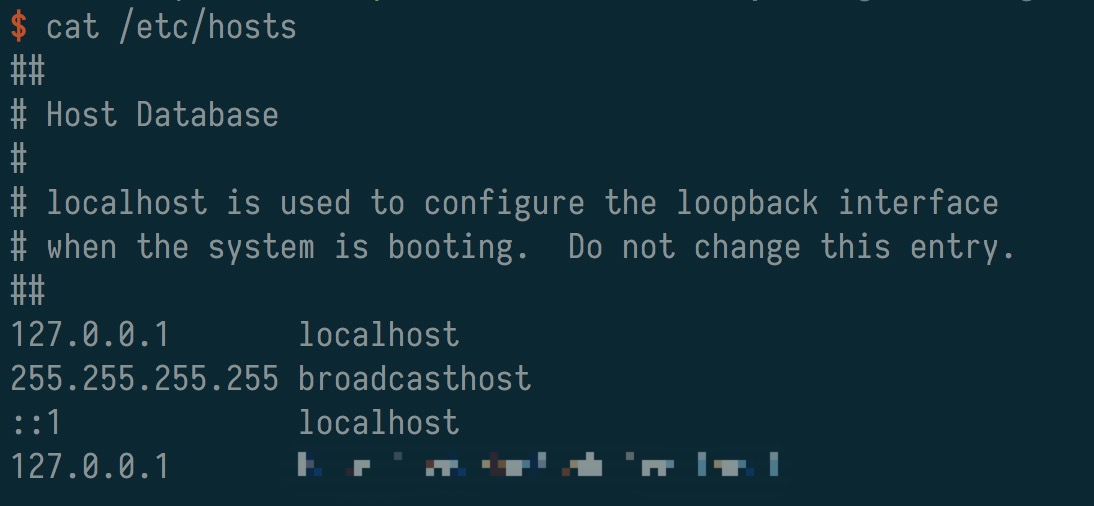 $ cat /etc/hosts
##
# Host Database
#
# localhost is used to configure the loopback interface
# when the system is booting.  Do not change this entry.
##
127.0.0.1       localhost
255.255.255.255 broadcasthost
::1             localhost
127.0.0.1